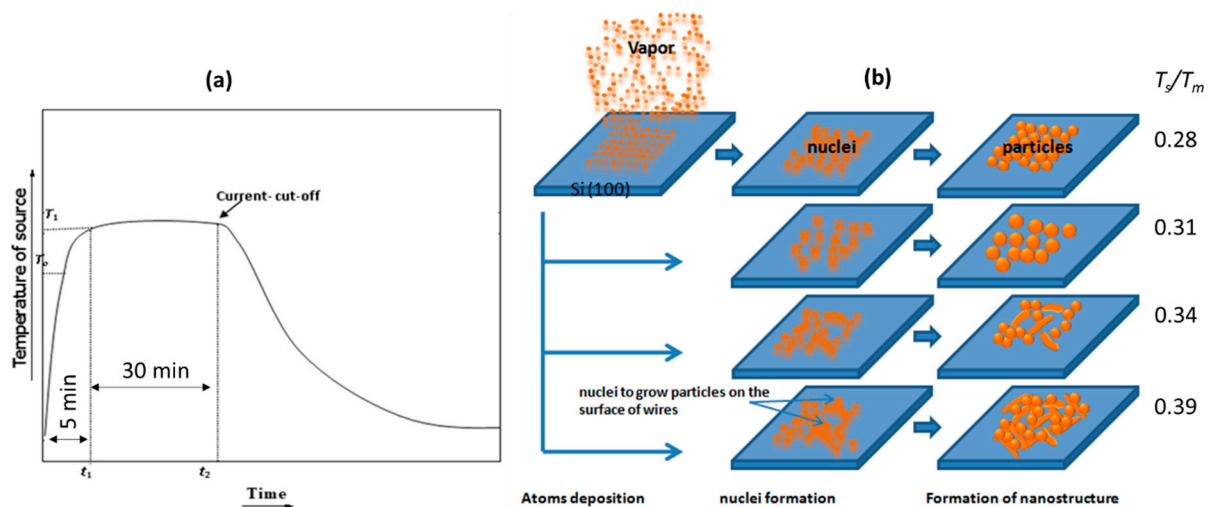 (a)
Temperature of source
T₁
Tₑ
Current- cut-off
5 min
30 min
t₁
t₂
Time
(b)
Tₛ/Tₘ
Vapor
Si (100)
nuclei
particles
0.28
0.31
0.34
nuclei to grow particles on the
surface of wires
0.39
Atoms deposition
nuclei formation
Formation of nanostructure